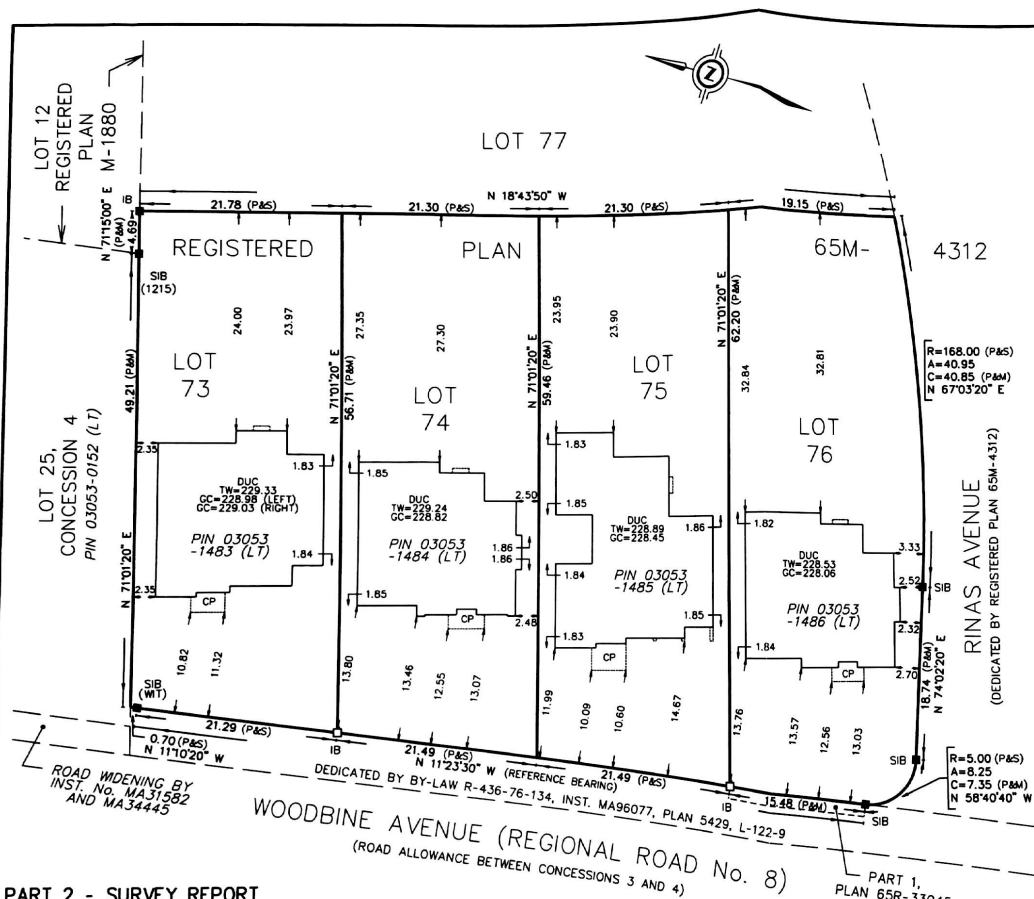 LOT 12
REGISTERED
PLAN
M-1880
Z
LOT 77
N 18°43'50" W
IB
21.78 (P&S)
21.30 (P&S)
21.30 (P&S)
19.15 (P&S)
N 71°15'00" E
(P&M)
4.69
REGISTERED
PLAN
65M-
4312
SIB
(1215)
24.00
23.97
27.35
27.30
23.95
23.90
32.84
32.81
N 71°01'20" E
56.71 (P&M)
N 71°01'20" E
59.46 (P&M)
N 71°01'20" E
62.20 (P&M)
R=168.00 (P&S)
A=40.95
C=40.85 (P&M)
N 67°03'20" E
49.21 (P&M)
LOT
73
LOT
74
LOT
75
LOT
76
LOT 25,
CONCESSION 4
PIN 03053-0152 (LT)
N 71°01'20" E
2.35
1.83
DUC
TW=229.33
GC=228.98 (LEFT)
GC=229.03 (RIGHT)
PIN 03053
-1483 (LT)
1.84
2.35
CP
1.85
2.50
DUC
TW=229.24
GC=228.82
PIN 03053
-1484 (LT)
1.86
1.86
1.85
2.48
CP
1.83
1.85
1.86
DUC
TW=228.89
GC=228.45
PIN 03053
-1485 (LT)
1.84
1.85
1.83
CP
1.82
3.33
DUC
TW=228.53
GC=228.06
2.52
SIB
PIN 03053
-1486 (LT)
2.32
1.84
2.70
CP
RINAS AVENUE
(DEDICATED BY REGISTERED PLAN 65M-4312)
18.74 (P&M)
N 74°02'20" E
10.82
11.32
13.80
13.46
12.55
13.07
11.99
10.09
10.60
14.67
13.76
13.57
12.56
13.03
SIB
(WIT)
21.29 (P&S)
0.70(P&S)
N 11°10'20" W
IB
21.49 (P&S)
N 11°23'30" W (REFERENCE BEARING)
21.49 (P&S)
IB
15.48 (P&M)
SIB
SIB
R=5.00 (P&S)
A=8.25
C=7.35 (P&M)
N 58°40'40" W
ROAD WIDENING BY
INST. No. MA31582
AND MA34445
DEDICATED BY BY-LAW R-436-76-134, INST. MA96077, PLAN 5429, L-122-9
WOODBINE AVENUE (REGIONAL ROAD No. 8)
(ROAD ALLOWANCE BETWEEN CONCESSIONS 3 AND 4)
PART 1,
PLAN 65R-
PART 2 - SURVEY REPORT